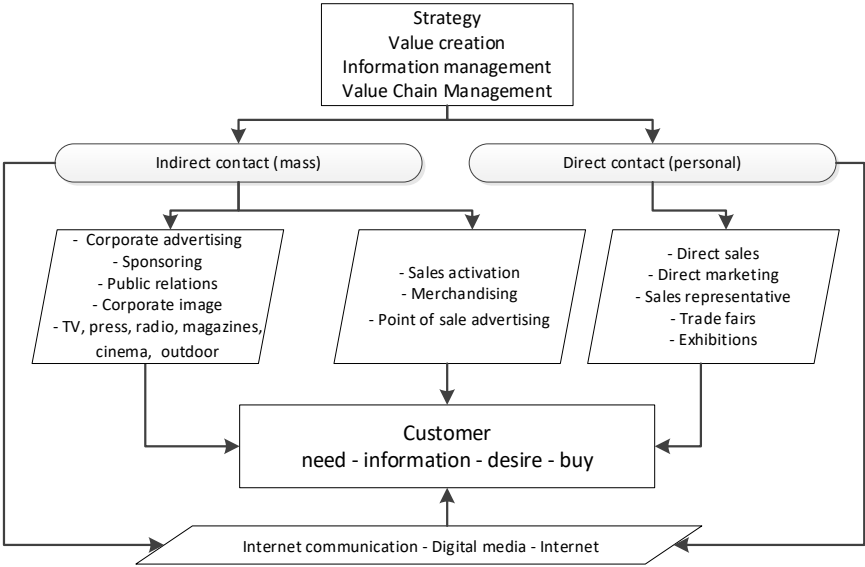 Strategy
Value creation
Information management
Value Chain Management
Indirect contact (mass)
Direct contact (personal)
- Corporate advertising
- Sponsoring
- Public relations
- Corporate image
- TV, press, radio, magazines,
cinema, outdoor
- Sales activation
- Merchandising
- Point of sale advertising
- Direct sales
- Direct marketing
- Sales representative
- Trade fairs
- Exhibitions
Customer
need - information - desire - buy
Internet communication - Digital media - Internet